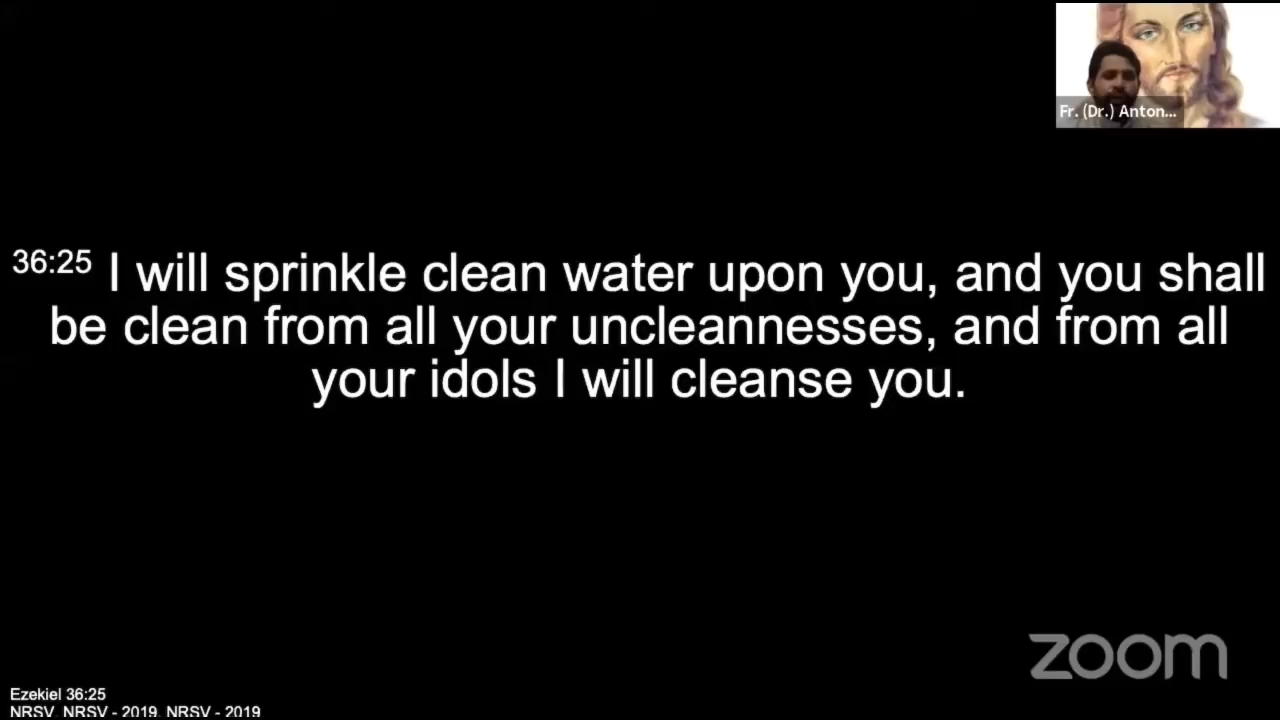 Fr. (Dr.) Anton...
36:25 I will sprinkle clean water upon you, and you shall
be clean from all your uncleannesses, and from all
your idols I will cleanse you.
zoom
Ezekiel 36:25
NRSV, NRSV - 2019, NRSV - 2019